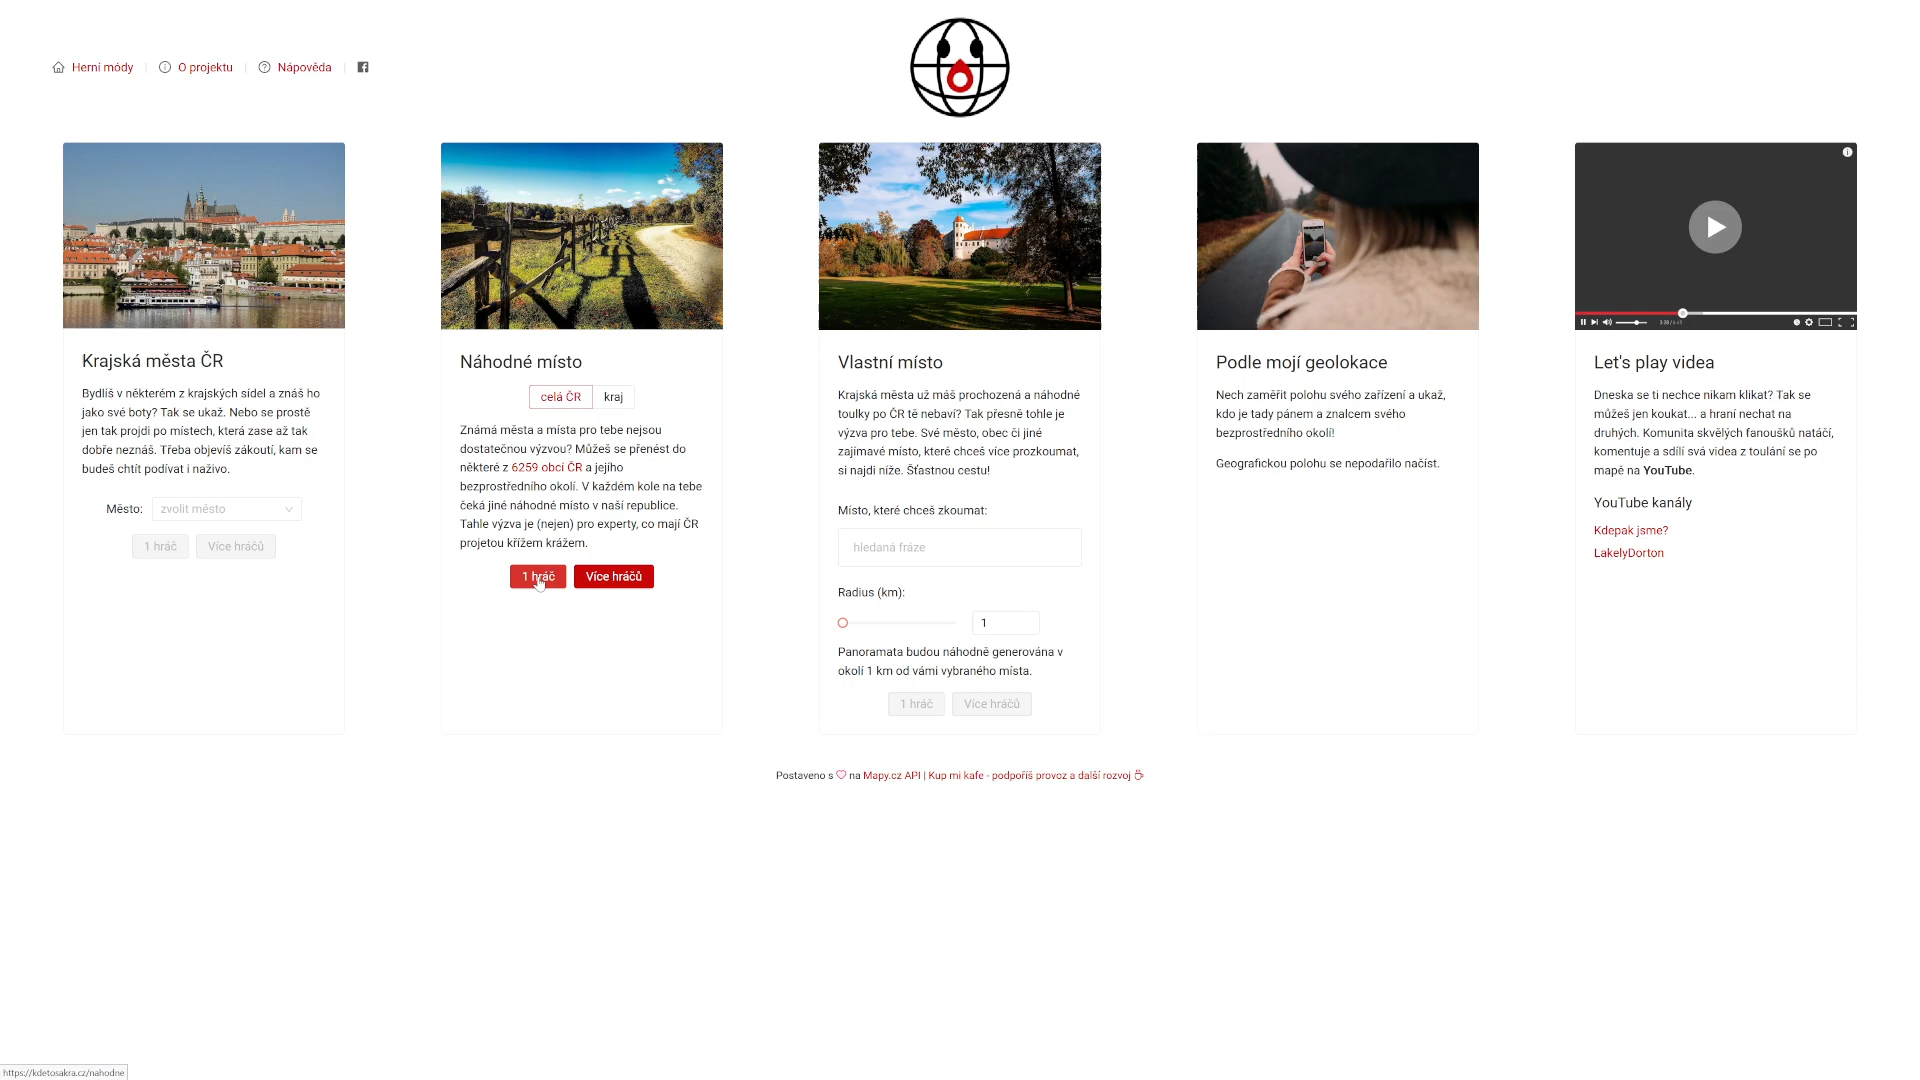 Herní módy
O projektu
Nápověda
Krajská města ČR
Bydlíš v některém z krajských sídel a znáš ho
jako své boty? Tak se ukaž. Nebo se prostě
jen tak projdi po místech, která zase až tak
dobře neznáš. Třeba objevíš zákoutí, kam se
budeš chtít podívat i naživo.
Město:
zvolit město
1 hráč
Více hráčů
Náhodné místo
celá ČR
kraj
Známá města a místa pro tebe nejsou
dostatečnou výzvou? Můžeš se přenést do
některé z 6259 obcí ČR a jejího
bezprostředního okolí. V každém kole na tebe
čeká jiné náhodné místo v naší republice.
Tahle výzva je (nejen) pro experty, co mají ČR
projetou křížem krážem.
1 hráč
Více hráčů
Vlastní místo
Krajská města už máš prochozená a náhodné
toulky po ČR tě nebaví? Tak přesně tohle je
výzva pro tebe. Své město, obec či jiné
zajímavé místo, které chceš více prozkoumat,
si najdi níže. Šťastnou cestu!
Místo, které chceš zkoumat:
hledaná fráze
Radius (km):
1
Panoramata budou náhodně generována v
okolí 1 km od vámi vybraného místa.
1 hráč
Více hráčů
Podle mojí geolokace
Nech zaměřit polohu svého zařízení a ukaž,
kdo je tady pánem a znalcem svého
bezprostředního okolí!
Geografickou polohu se nepodařilo načíst.
Let's play videa
Dneska se ti nechce nikam klikat? Tak se
můžeš jen koukat... a hraní nechat na
druhých. Komunita skvělých fanoušků natáčí,
komentuje a sdílí svá videa z toulání se po
mapě na YouTube.
YouTube kanály
Kdepak jsme?
LakelyDorton
Postaveno s na Mapy.cz API | Kup mi kafe - podpoříš provoz a další rozvoj
https://kdetosakra.cz/nahodne